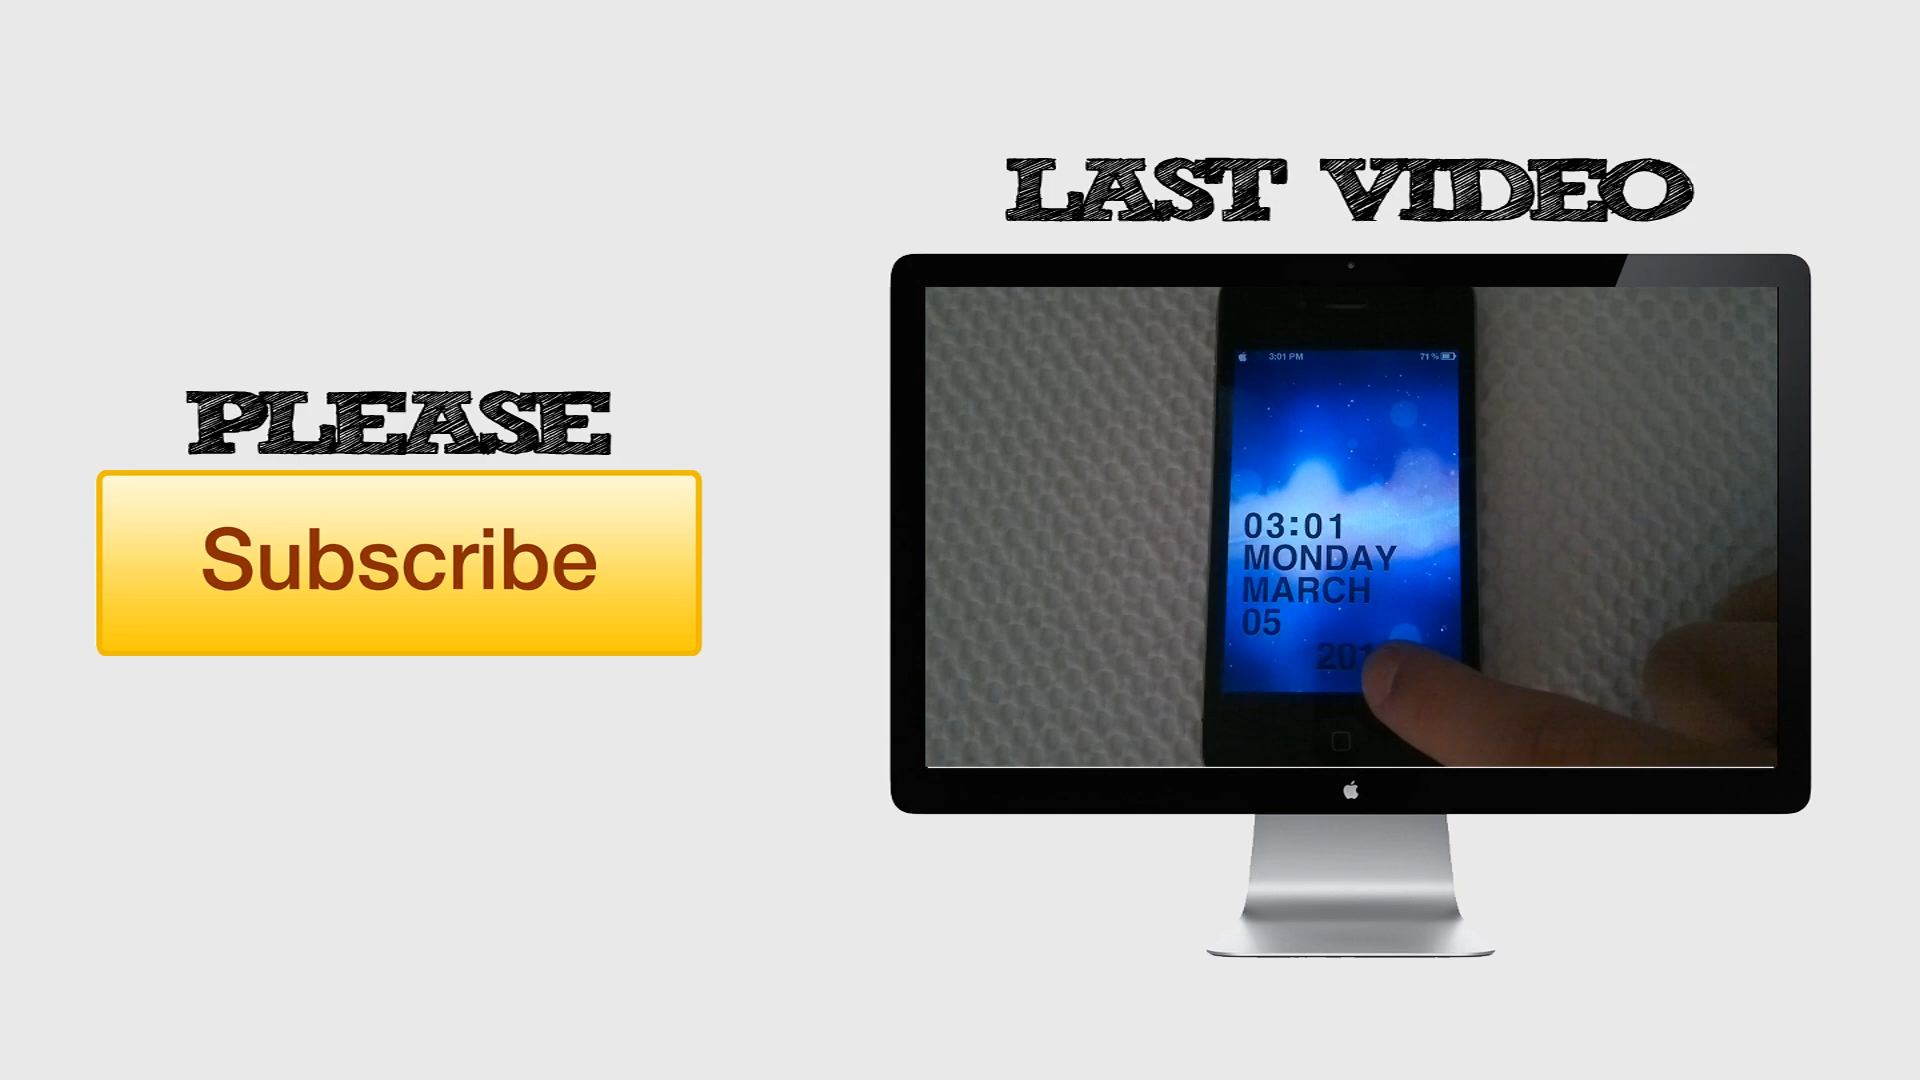 PLEASE
Subscribe
LAST VIDEO
3:01 PM
71%
03:01
MONDAY
MARCH
05